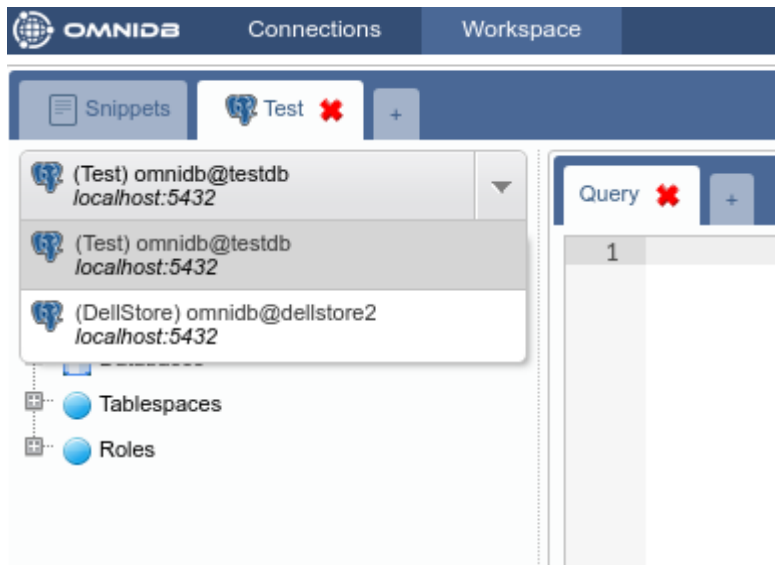 OMNIDB Connections Workspace
Snippets Test +
(Test) omnidb@testdb
localhost:5432
Query +
(Test) omnidb@testdb
localhost:5432
1
(DellStore) omnidb@dellstore2
localhost:5432
Tablespaces
Roles